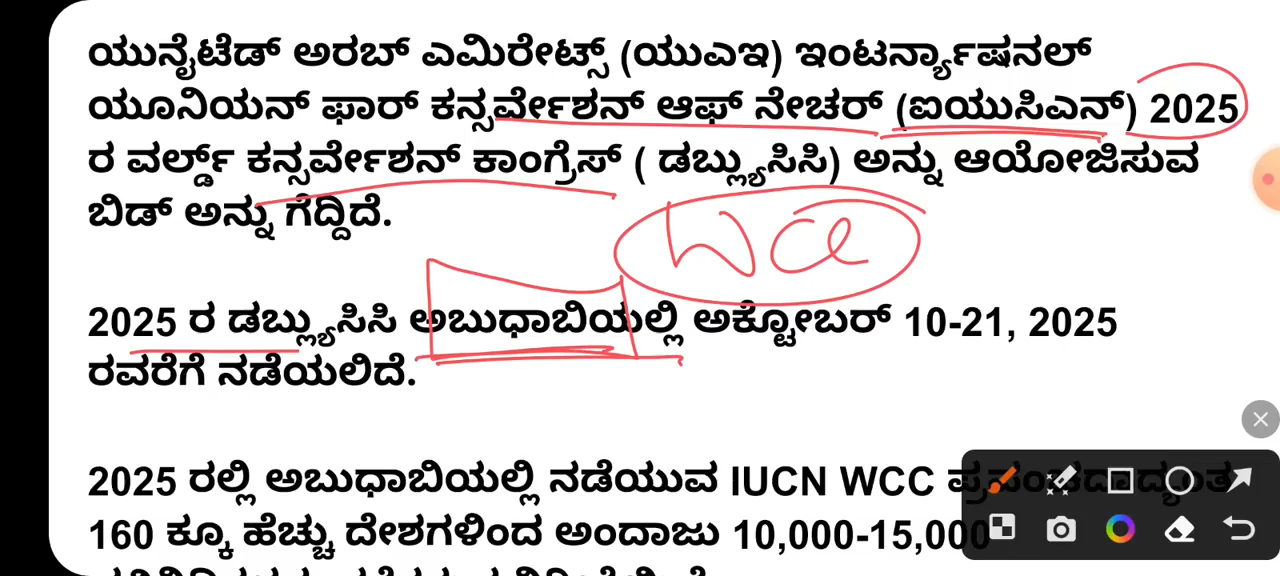 ಯುನೈಟೆಡ್ ಅರಬ್ ಎಮಿರೇಟ್ಸ್ (ಯುಎಇ) ಇಂಟರ್ನ್ಯಾಷನಲ್
ಯೂನಿಯನ್ ಫಾರ್ ಕನ್ಸರ್ವೇಶನ್ ಆಫ್ ನೇಚರ್ (ಐಯುಸಿಎನ್) 2025
ರ ವರ್ಲ್ಡ್ ಕನ್ಸರ್ವೇಶನ್ ಕಾಂಗ್ರೆಸ್ ( ಡಬ್ಲ್ಯುಸಿಸಿ) ಅನ್ನು ಆಯೋಜಿಸುವ
ಬಿಡ್ ಅನ್ನು ಗೆದ್ದಿದೆ.
2025 ರ ಡಬ್ಲ್ಯುಸಿಸಿ ಅಬುಧಾಬಿಯಲ್ಲಿ ಅಕ್ಟೋಬರ್ 10-21, 2025
ರವರೆಗೆ ನಡೆಯಲಿದೆ.
2025 ರಲ್ಲಿ ಅಬುಧಾಬಿಯಲ್ಲಿ ನಡೆಯುವ IUCN WCC ಪ್ರಪಂಚದಾದ್ಯಂತ
160 ಕ್ಕೂ ಹೆಚ್ಚು ದೇಶಗಳಿಂದ ಅಂದಾಜು 10,000-15,000